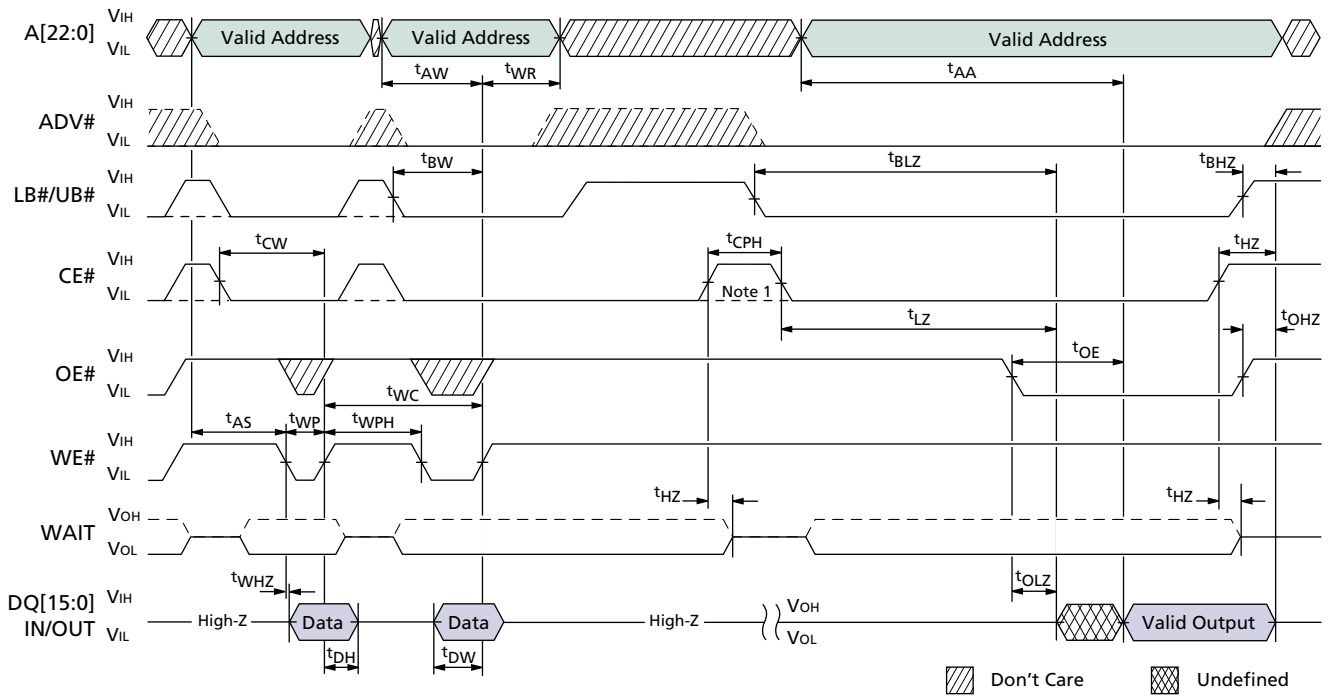 A[22:0] VIH VIL Valid Address Valid Address Valid Address
tAW tWR tAA
ADV# VIH VIL
LB#/UB# VIH VIL tBW tBLZ tBHZ
CE# VIH VIL tCW tCPH Note 1 tHZ
tLZ tOHZ
OE# VIH VIL tOE
tWC
WE# VIH VIL tAS tWP tWPH
tHZ tHZ
WAIT VOH VOL
tWHZ tOLZ
DQ[15:0] IN/OUT VIH VIL High-Z Data Data High-Z VOH VOL Valid Output
tDH tDW
Don't Care Undefined